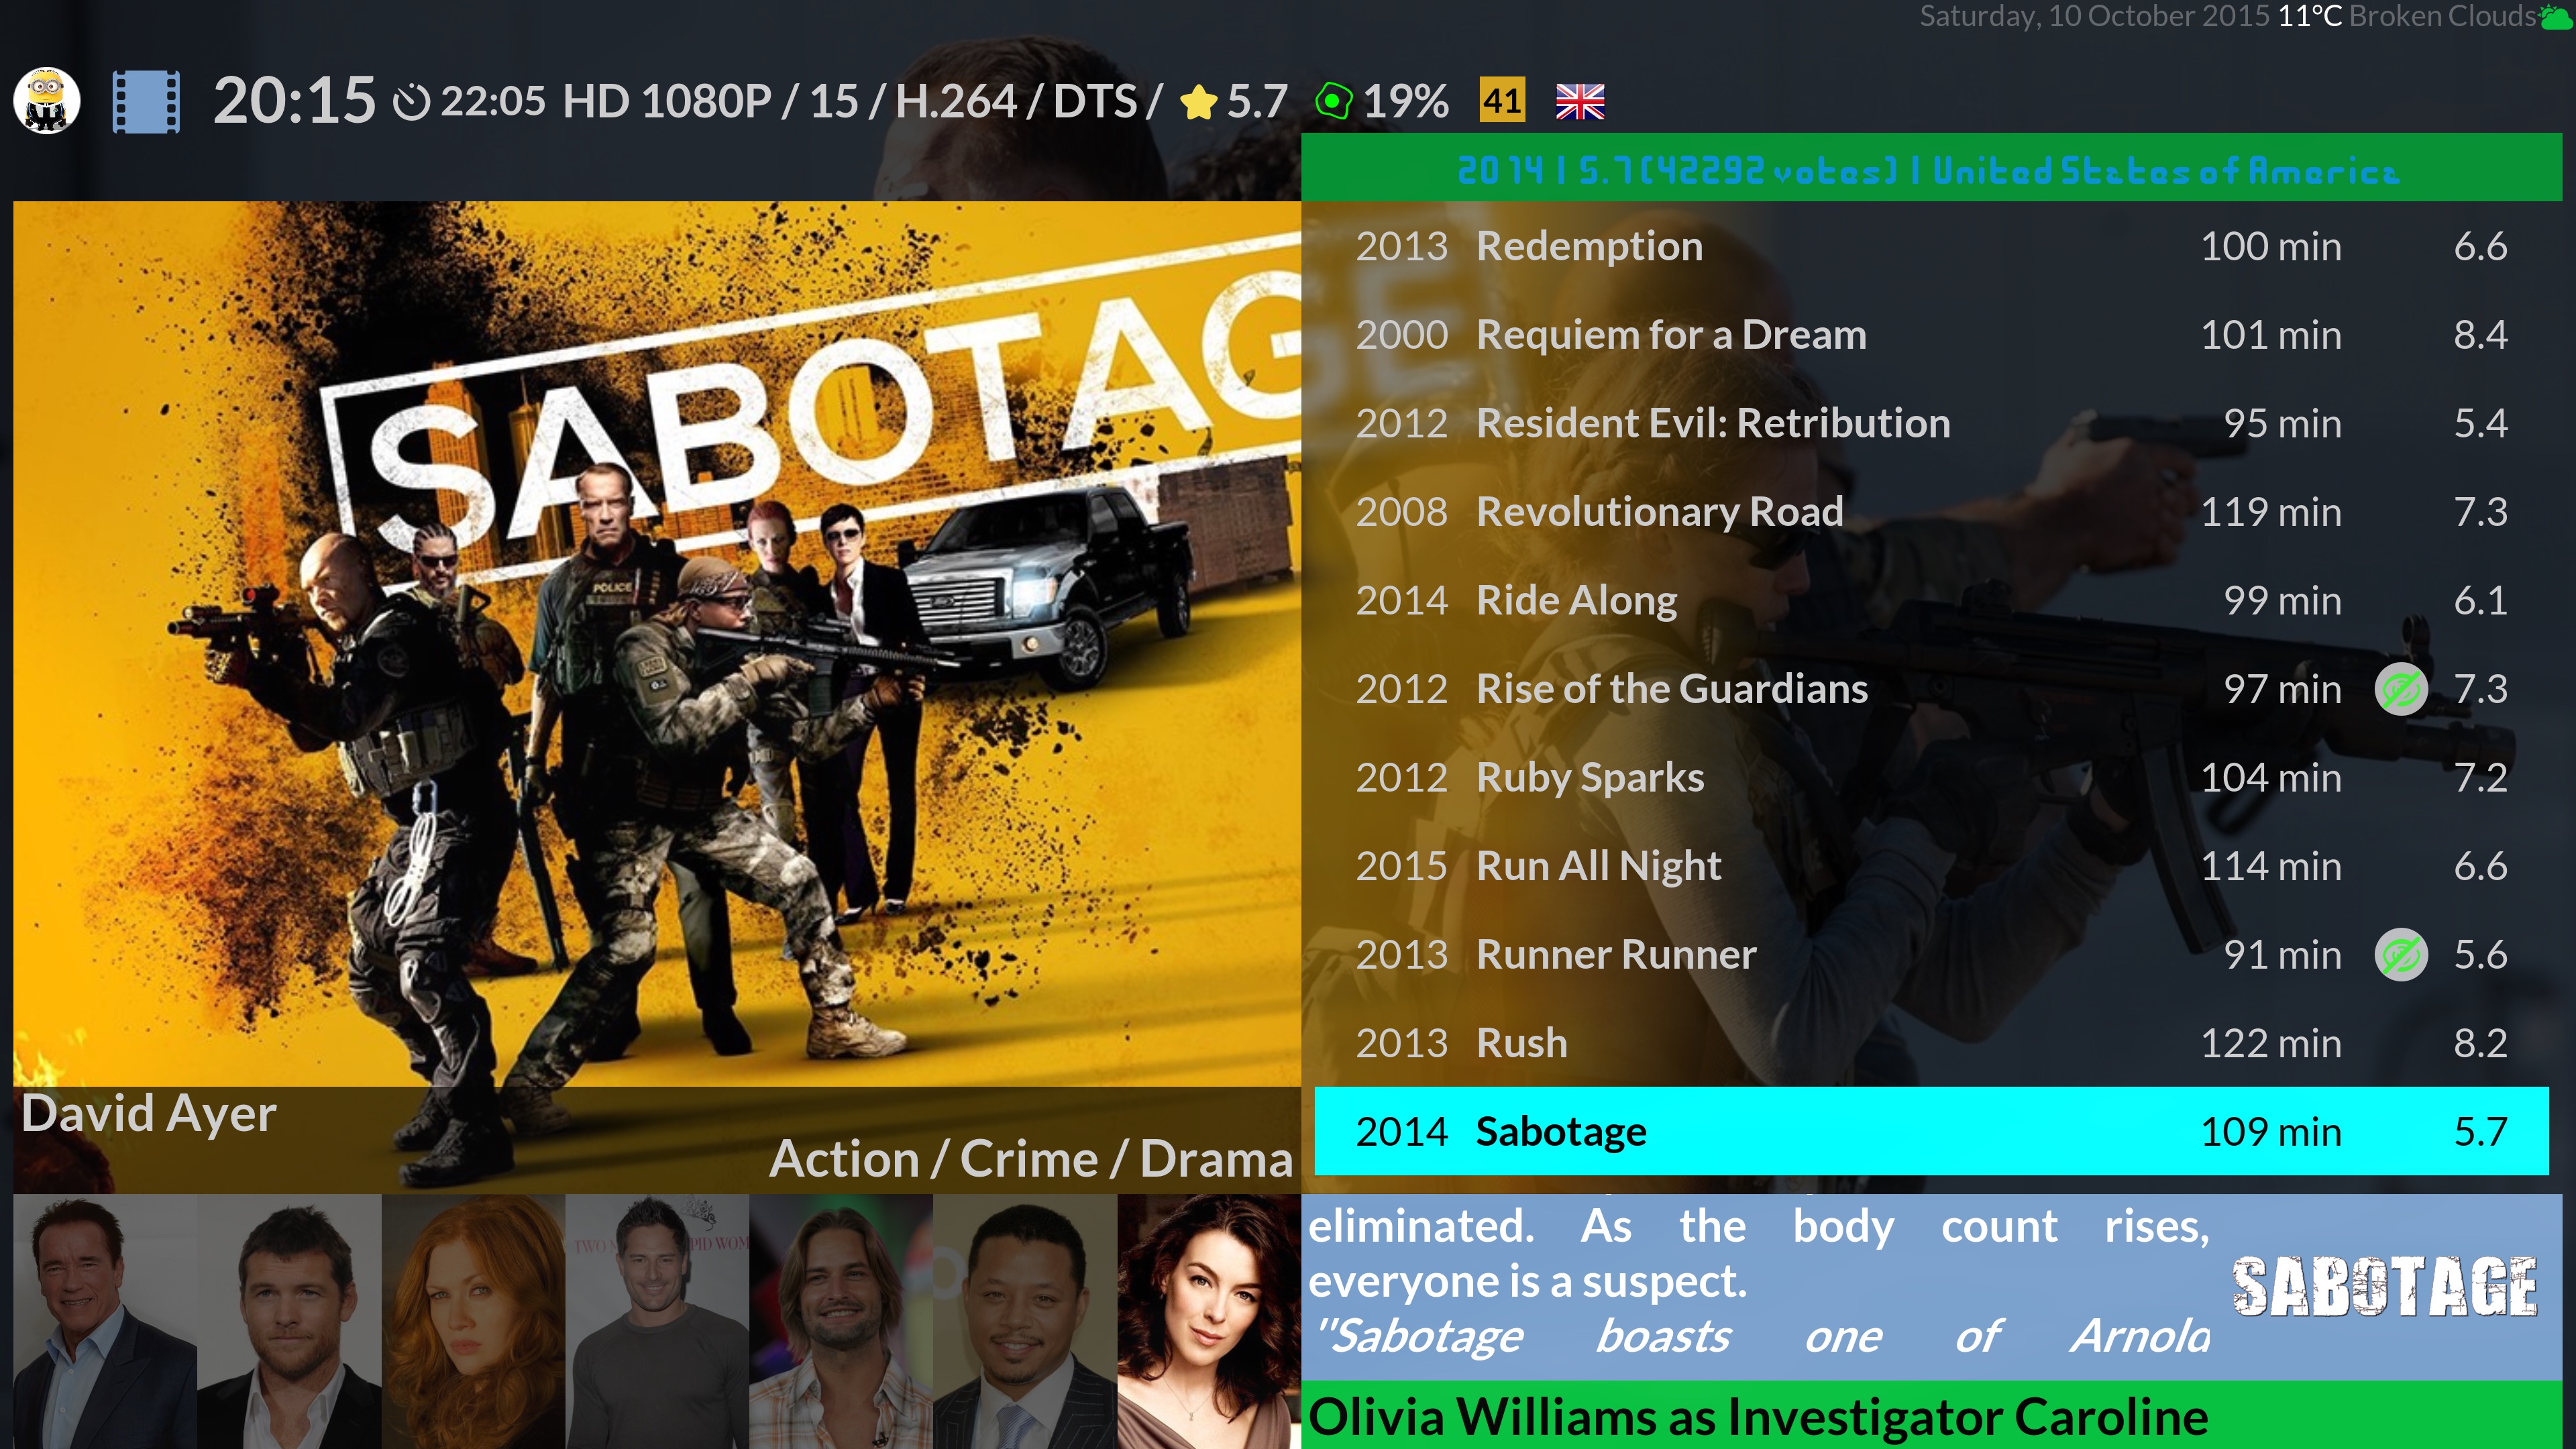 Saturday, 10 October 2015 11°C Broken Clouds
20:15 22:05 HD 1080P / 15 / H.264 / DTS / 5.7 19% 41
2014 | 5.7 (42292 votes) | United States of America
SABOTAG
POLICE
2013 Redemption 100 min 6.6
2000 Requiem for a Dream 101 min 8.4
2012 Resident Evil: Retribution 95 min 5.4
2008 Revolutionary Road 119 min 7.3
2014 Ride Along 99 min 6.1
2012 Rise of the Guardians 97 min 7.3
2012 Ruby Sparks 104 min 7.2
2015 Run All Night 114 min 6.6
2013 Runner Runner 91 min 5.6
2013 Rush 122 min 8.2
2014 Sabotage 109 min 5.7
David Ayer
Action / Crime / Drama
eliminated. As the body count rises,
everyone is a suspect.
"Sabotage boasts one of Arnold
SABOTAGE
Olivia Williams as Investigator Caroline